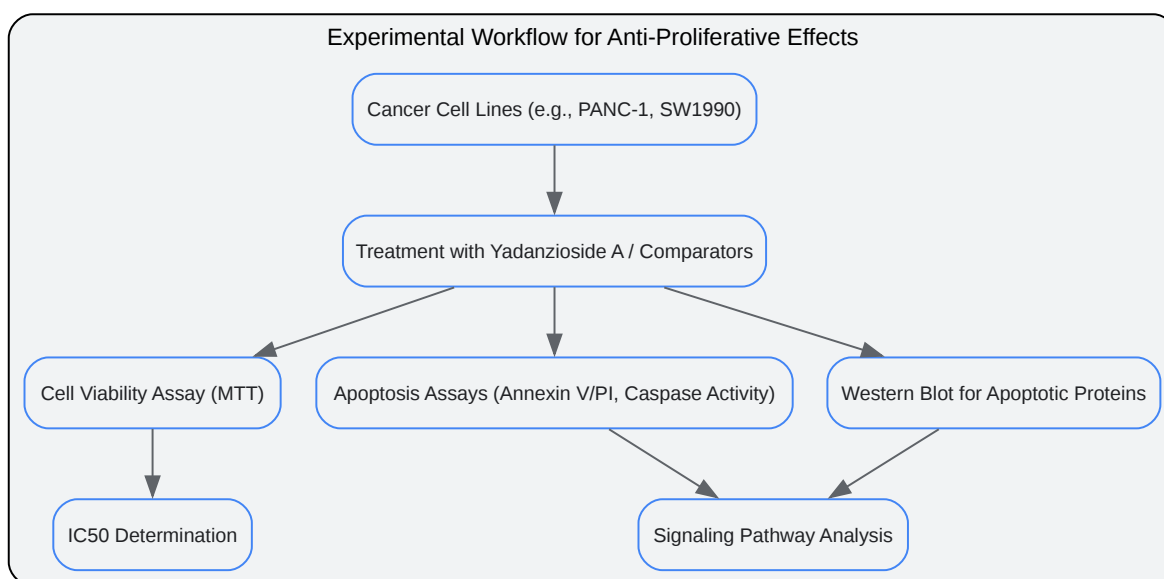 Experimental Workflow for Anti-Proliferative Effects
Cancer Cell Lines (e.g., PANC-1, SW1990)
Treatment with Yadanzioside A / Comparators
Cell Viability Assay (MTT)
Apoptosis Assays (Annexin V/PI, Caspase Activity)
Western Blot for Apoptotic Proteins
IC50 Determination
Signaling Pathway Analysis